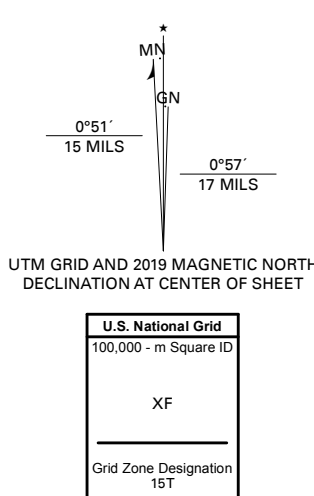 ★
MN
GN
0°51´
15 MILS
0°57´
17 MILS
UTM GRID AND 2019 MAGNETIC NORTH
DECLINATION AT CENTER OF SHEET
U.S. National Grid
100,000 - m Square ID
XF
Grid Zone Designation
15T